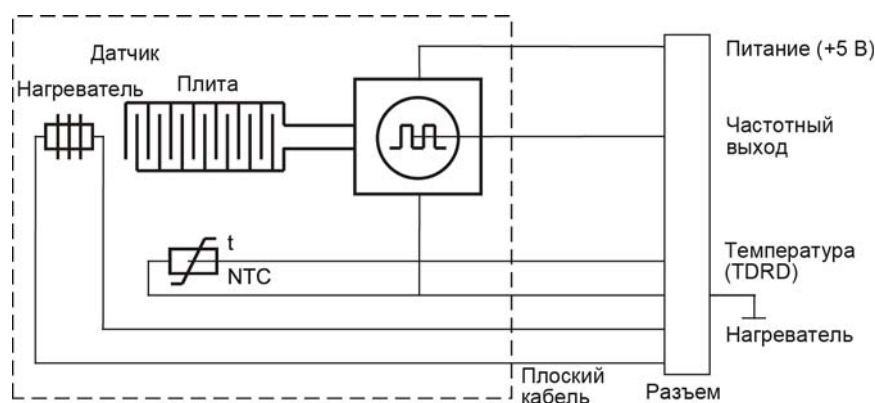 Датчик
Нагреватель
Плита
t
NTC
Питание (+5 В)
Частотный
выход
Температура
(TDRD)
Нагреватель
Плоский
кабель
Разъем